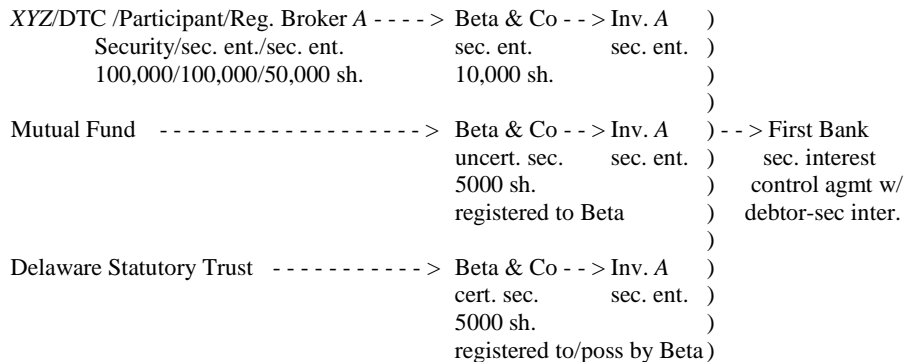 XYZ/DTC /Participant/Reg. Broker A - - - - > Beta & Co - - > Inv. A )
Security/sec. ent./sec. ent. sec. ent. sec. ent. )
100,000/100,000/50,000 sh. 10,000 sh. )
)
Mutual Fund - - - - - - - - - - - - - - - - - - - > Beta & Co - - > Inv. A ) - - > First Bank
uncert. sec. sec. ent. ) sec. interest
5000 sh. ) control agmt w/
registered to Beta ) debtor-sec inter.
)
Delaware Statutory Trust - - - - - - - - - - - > Beta & Co - - > Inv. A )
cert. sec. sec. ent. )
5000 sh. )
registered to/poss by Beta )